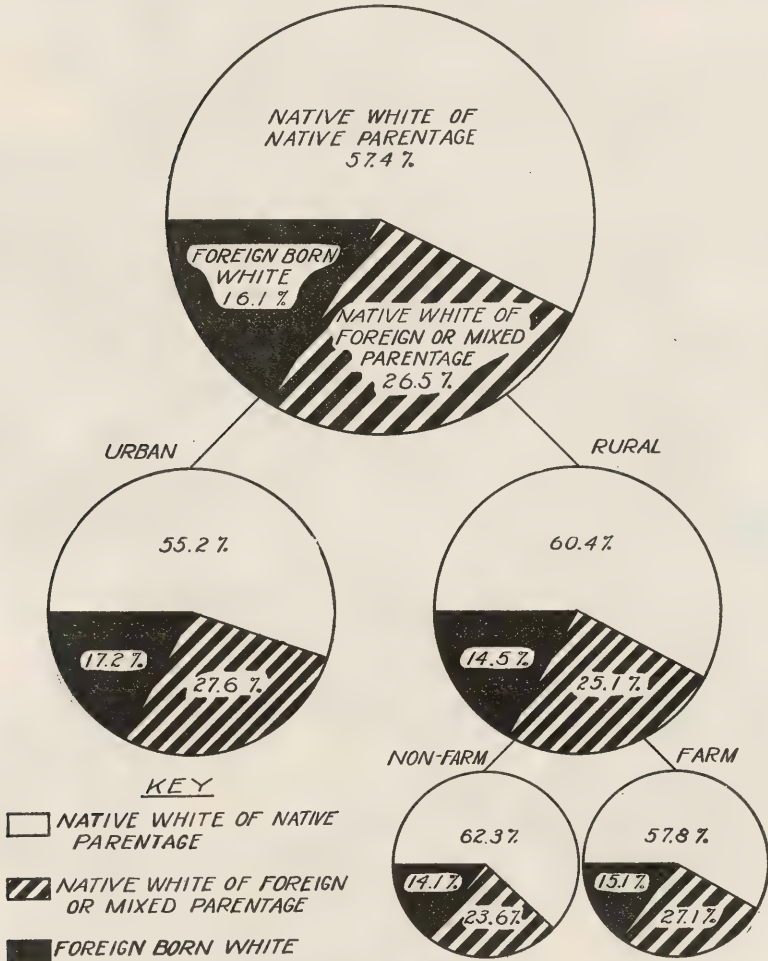 NATIVE WHITE OF
NATIVE PARENTAGE
57.4%
FOREIGN BORN
WHITE
16.1%
NATIVE WHITE OF
FOREIGN OR MIXED
PARENTAGE
26.5%
URBAN
RURAL
55.2%
17.2%
27.6%
60.4%
14.5%
25.1%
NON-FARM
FARM
62.3%
14.1%
23.6%
57.8%
15.1%
27.1%
KEY
NATIVE WHITE OF NATIVE
PARENTAGE
NATIVE WHITE OF FOREIGN
OR MIXED PARENTAGE
FOREIGN BORN WHITE